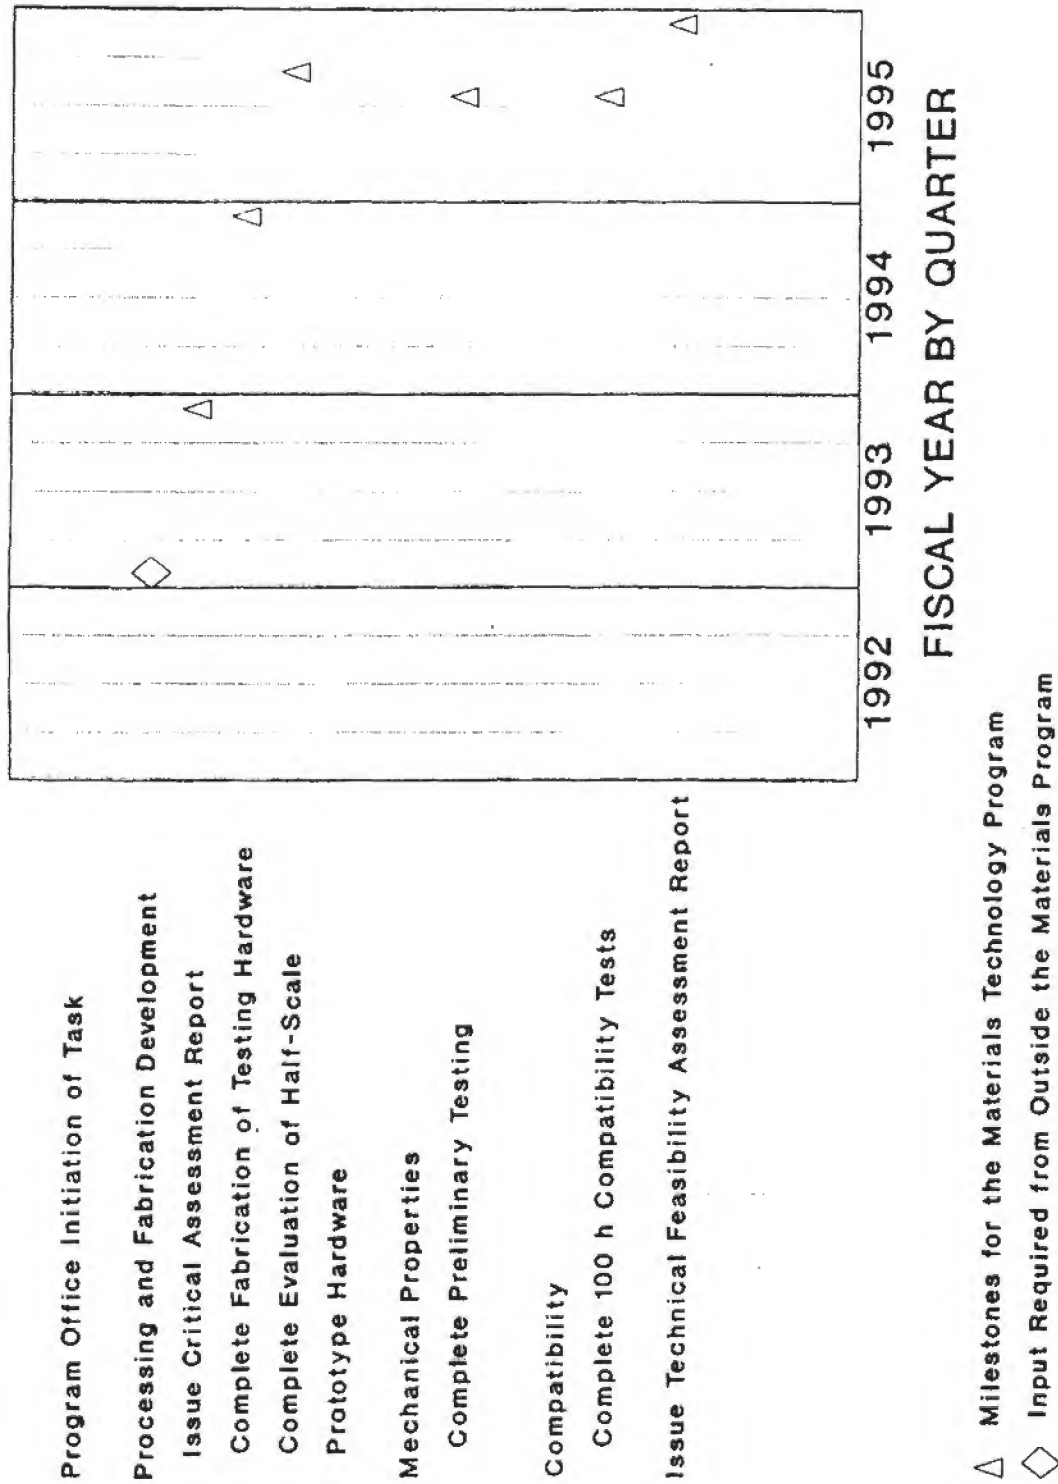 Program Office Initiation of Task
Processing and Fabrication Development
Issue Critical Assessment Report
Complete Fabrication of Testing Hardware
Complete Evaluation of Half-Scale
Prototype Hardware
Mechanical Properties
Complete Preliminary Testing
Compatibility
Complete 100 h Compatibility Tests
Issue Technical Feasibility Assessment Report
1992 1993 1994 1995
FISCAL YEAR BY QUARTER
△ Milestones for the Materials Technology Program
◇ Input Required from Outside the Materials Program